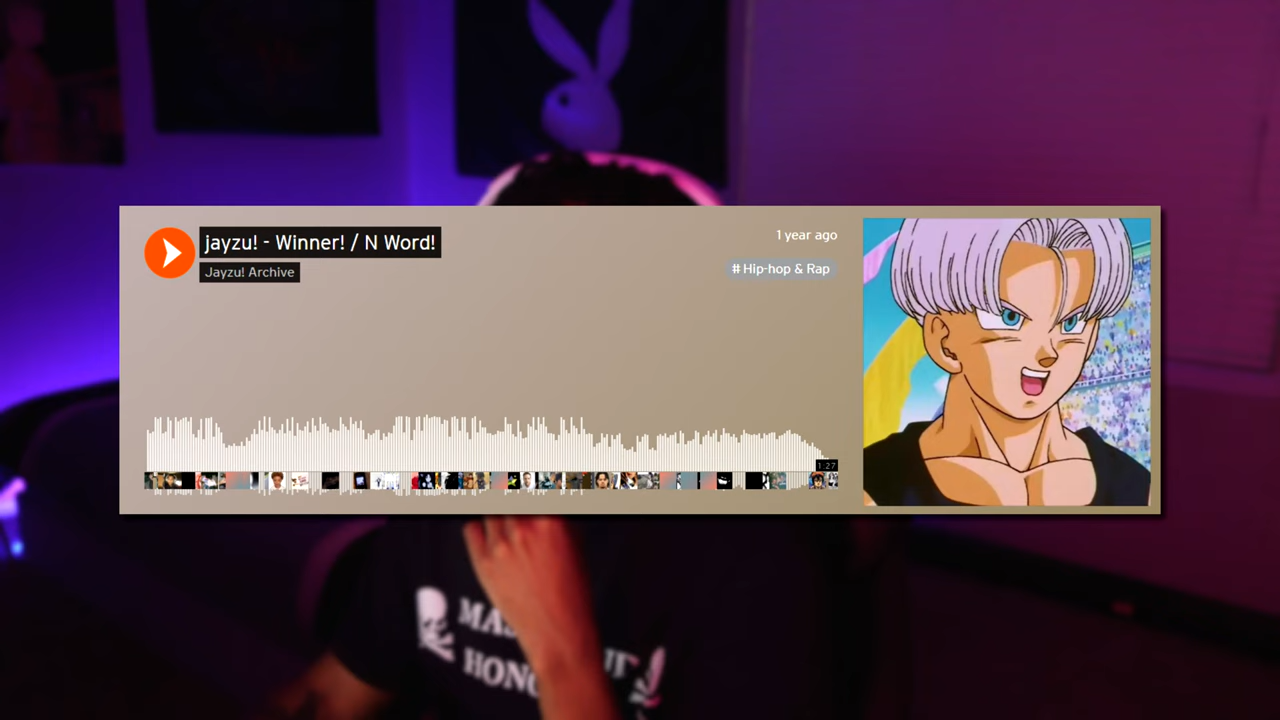 jayzu! - Winner! / N Word!
Jayzu! Archive
1 year ago
# Hip-hop & Rap
1:27